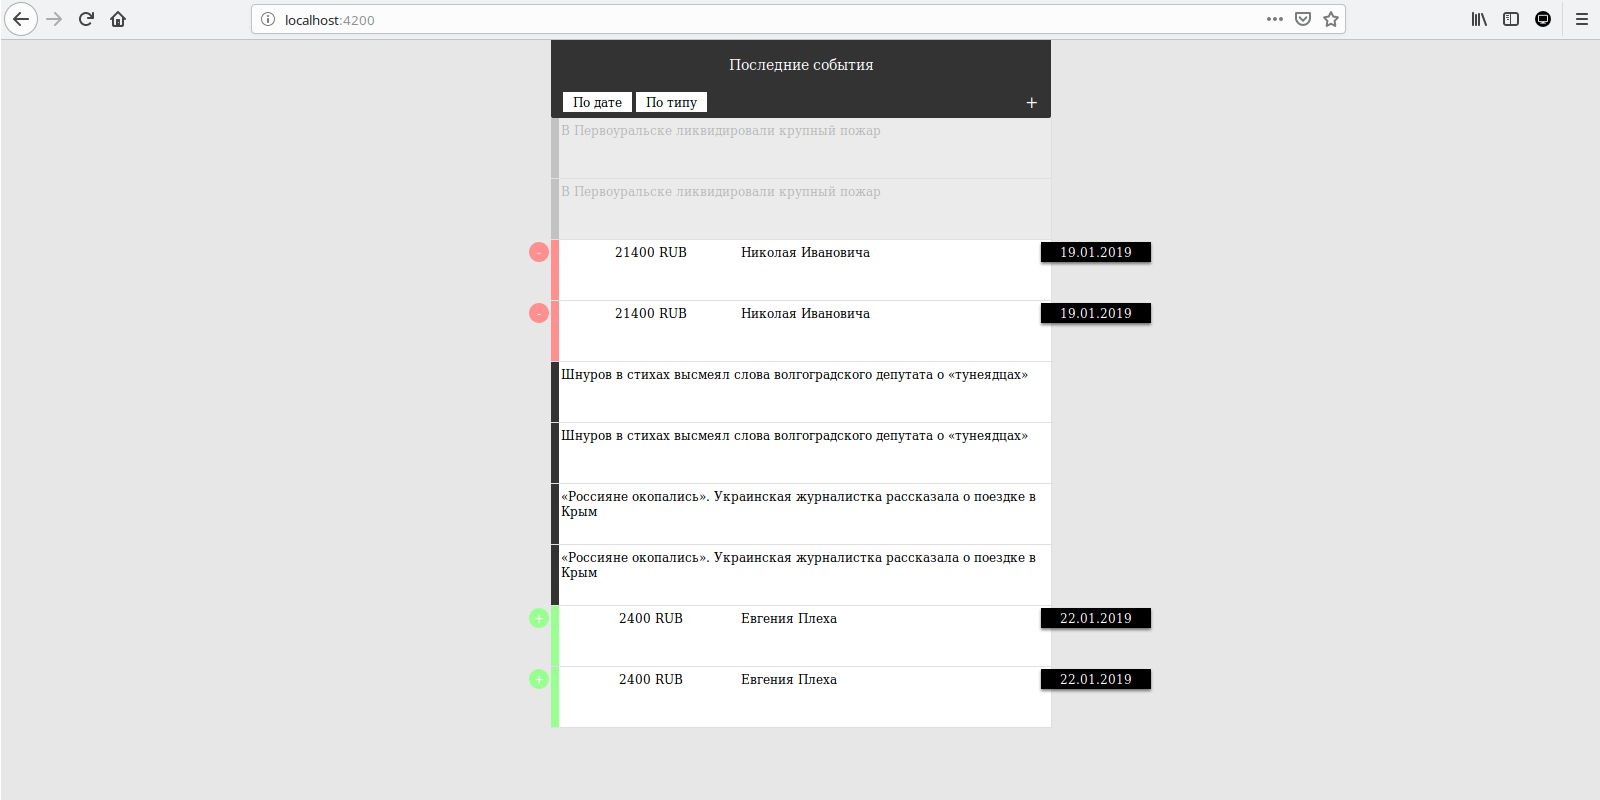 localhost:4200
Последние события
По дате По типу +
В Первоуральске ликвидировали крупный пожар
В Первоуральске ликвидировали крупный пожар
- 21400 RUB Николая Ивановича 19.01.2019
- 21400 RUB Николая Ивановича 19.01.2019
Шнуров в стихах высмеял слова волгоградского депутата о «тунеядцах»
Шнуров в стихах высмеял слова волгоградского депутата о «тунеядцах»
«Россияне окопались». Украинская журналистка рассказала о поездке в
Крым
«Россияне окопались». Украинская журналистка рассказала о поездке в
Крым
+ 2400 RUB Евгения Плеха 22.01.2019
+ 2400 RUB Евгения Плеха 22.01.2019